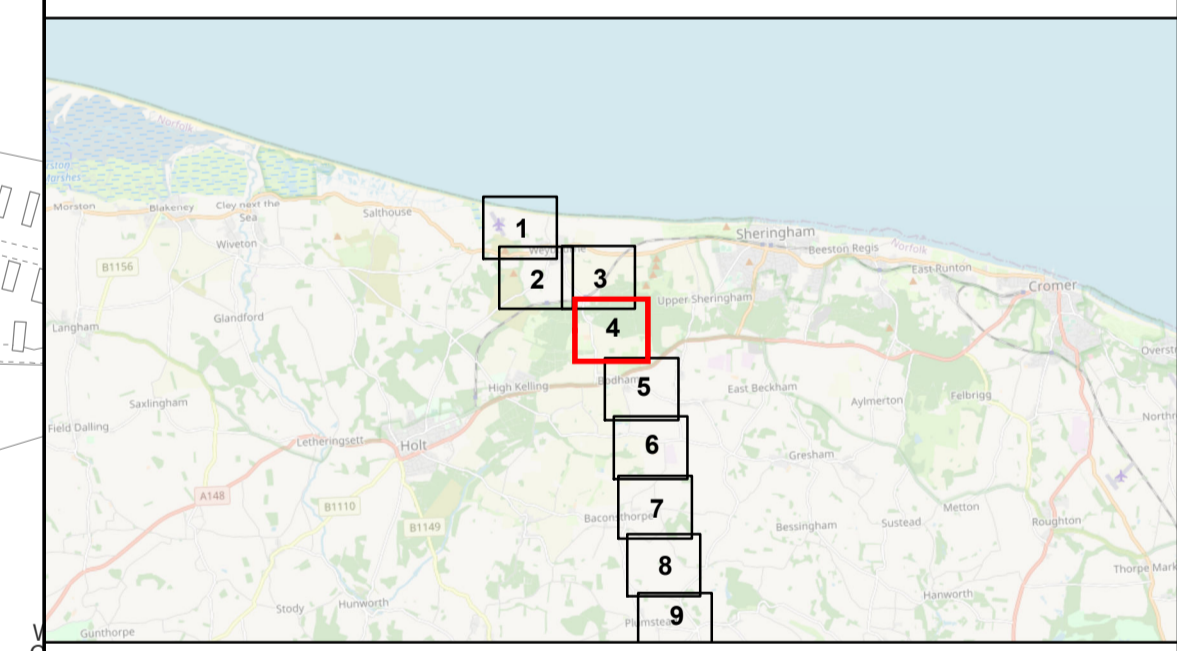 Norfolk
Morston
Blakeney
Cley next the
Sea
Salthouse
1
Sheringham
Wiveton
Beeston Regis
Norfolk
B1156
2
3
East Runton
Cromer
Upper Sheringham
Glandford
4
Langham
High Kelling
Bodham
5
East Beckham
Saxlingham
Aylmerton
Felbrigg
Field Dalling
Letheringsett
Holt
6
Gresham
A148
B1110
7
Metton
B1149
Baconsthorpe
Bessingham
Sustead
Roughton
8
Hanworth
Stody
Hunworth
9
Gunthorpe